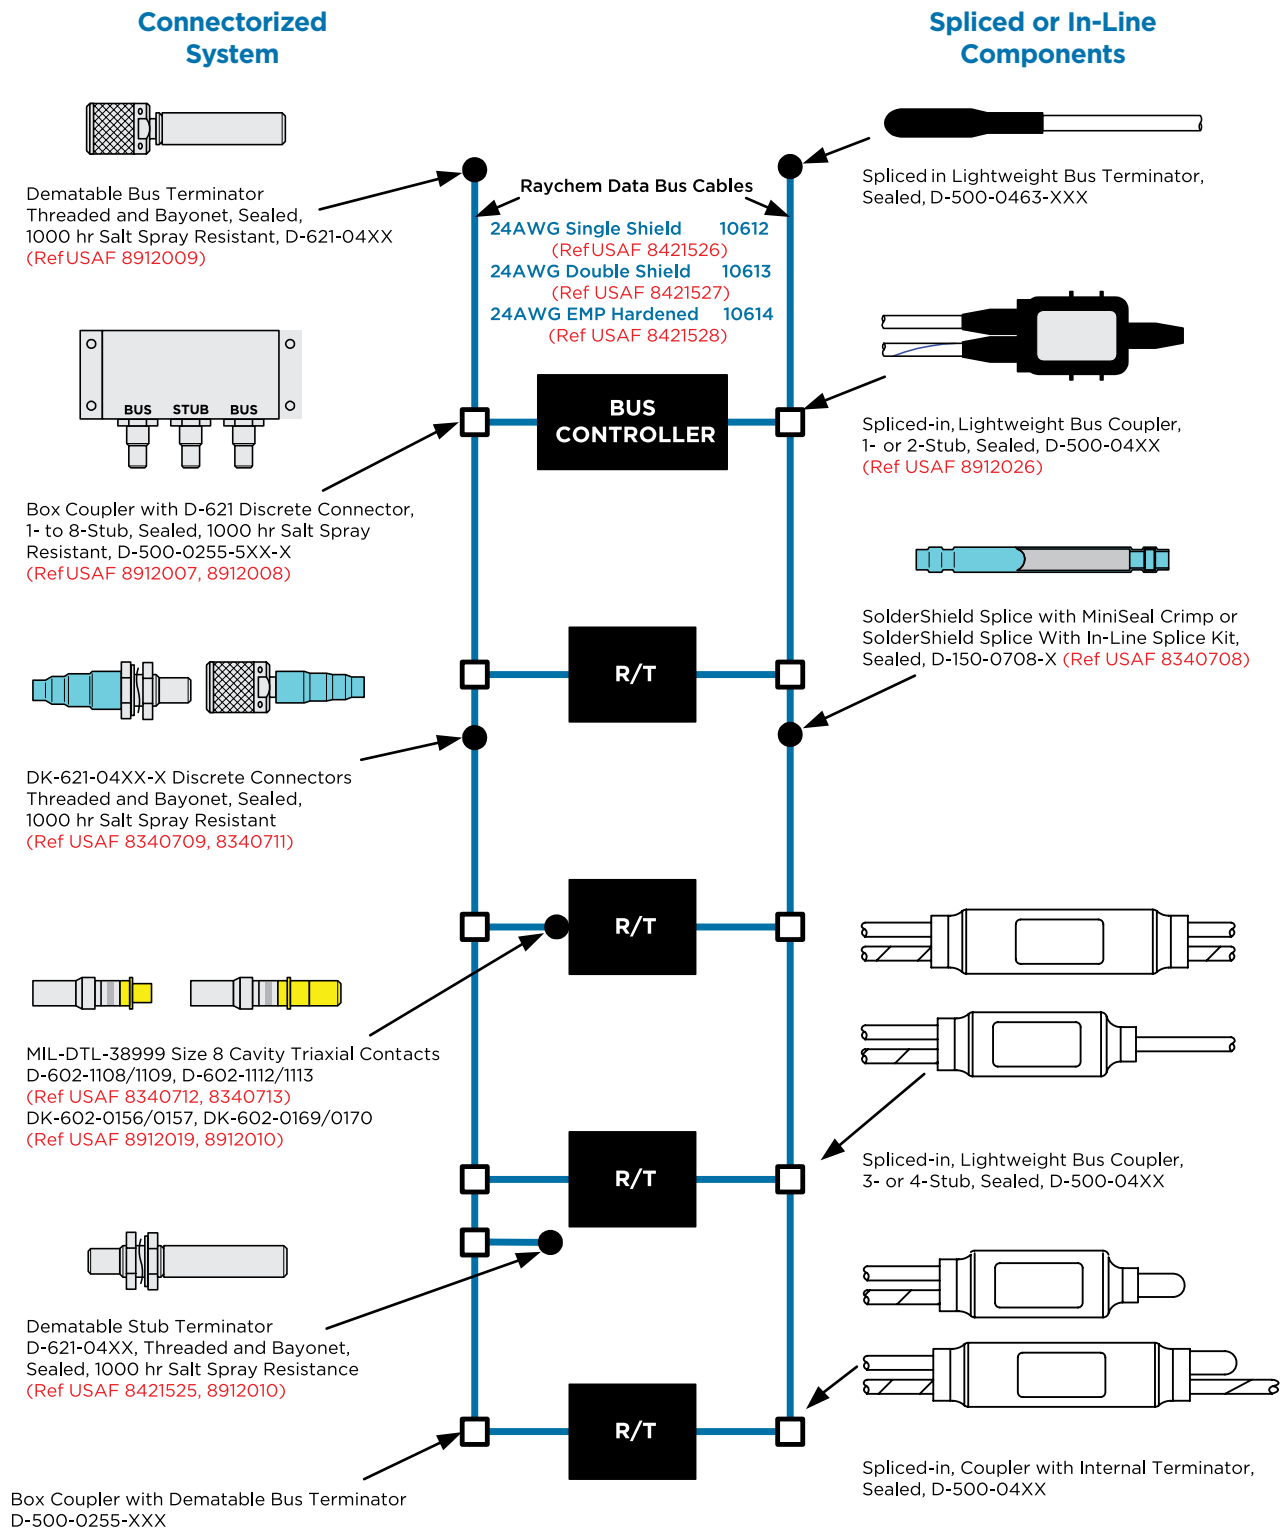 Connectorized
System
Spliced or In-Line
Components
Dematable Bus Terminator
Threaded and Bayonet, Sealed,
1000 hr Salt Spray Resistant, D-621-04XX
(Ref USAF 8912009)
Raychem Data Bus Cables
24AWG Single Shield 10612
(Ref USAF 8421526)
24AWG Double Shield 10613
(Ref USAF 8421527)
24AWG EMP Hardened 10614
(Ref USAF 8421528)
Spliced in Lightweight Bus Terminator,
Sealed, D-500-0463-XXX
BUS STUB BUS
BUS
CONTROLLER
Spliced-in, Lightweight Bus Coupler,
1- or 2-Stub, Sealed, D-500-04XX
(Ref USAF 8912026)
Box Coupler with D-621 Discrete Connector,
1- to 8-Stub, Sealed, 1000 hr Salt Spray
Resistant, D-500-0255-5XX-X
(Ref USAF 8912007, 8912008)
SolderShield Splice with MiniSeal Crimp or
SolderShield Splice With In-Line Splice Kit,
Sealed, D-150-0708-X (Ref USAF 8340708)
R/T
DK-621-04XX-X Discrete Connectors
Threaded and Bayonet, Sealed,
1000 hr Salt Spray Resistant
(Ref USAF 8340709, 8340711)
R/T
MIL-DTL-38999 Size 8 Cavity Triaxial Contacts
D-602-1108/1109, D-602-1112/1113
(Ref USAF 8340712, 8340713)
DK-602-0156/0157, DK-602-0169/0170
(Ref USAF 8912019, 8912010)
R/T
Spliced-in, Lightweight Bus Coupler,
3- or 4-Stub, Sealed, D-500-04XX
Dematable Stub Terminator
D-621-04XX, Threaded and Bayonet,
Sealed, 1000 hr Salt Spray Resistance
(Ref USAF 8421525, 8912010)
R/T
Spliced-in, Coupler with Internal Terminator,
Sealed, D-500-04XX
Box Coupler with Dematable Bus Terminator
D-500-0255-XXX